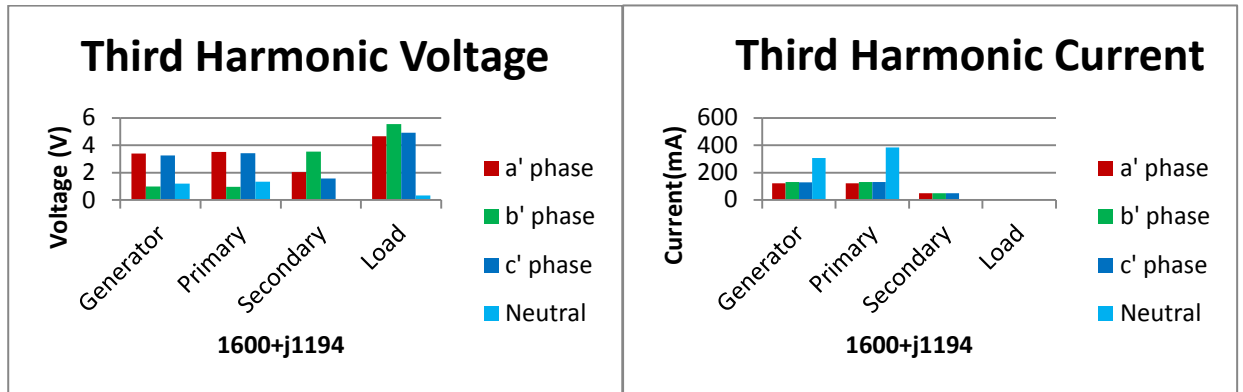 Third Harmonic Voltage
Voltage (V)
6
4
2
0
Generator
Primary
Secondary
Load
1600+j1194
a' phase
b' phase
c' phase
Neutral
Third Harmonic Current
Current(mA)
600
400
200
0
Generator
Primary
Secondary
Load
1600+j1194
a' phase
b' phase
c' phase
Neutral